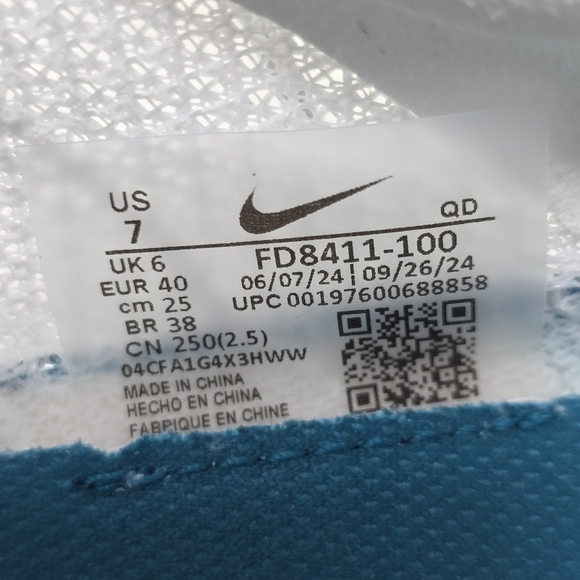 US
7
QD
UK 6
FD8411-100
EUR 40
06/07/24 | 09/26/24
cm 25
UPC 00197600688858
BR 38
CN 250(2.5)
04CFA1G4X3HWW
MADE IN CHINA
HECHO EN CHINA
FABRIQUE EN CHINE